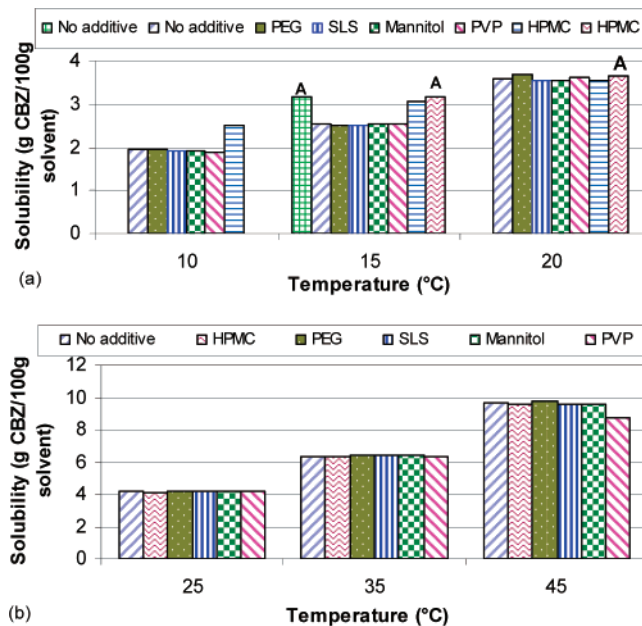 (a)
No additive No additive PEG SLS Mannitol PVP HPMC HPMC
Solubility (g CBZ/100g
solvent)
4
3
2
1
0
A
A
A
10 15 20
Temperature (°C)
(b)
No additive HPMC PEG SLS Mannitol PVP
Solubility (g CBZ/100g
solvent)
12
10
8
6
4
2
0
25 35 45
Temperature (°C)